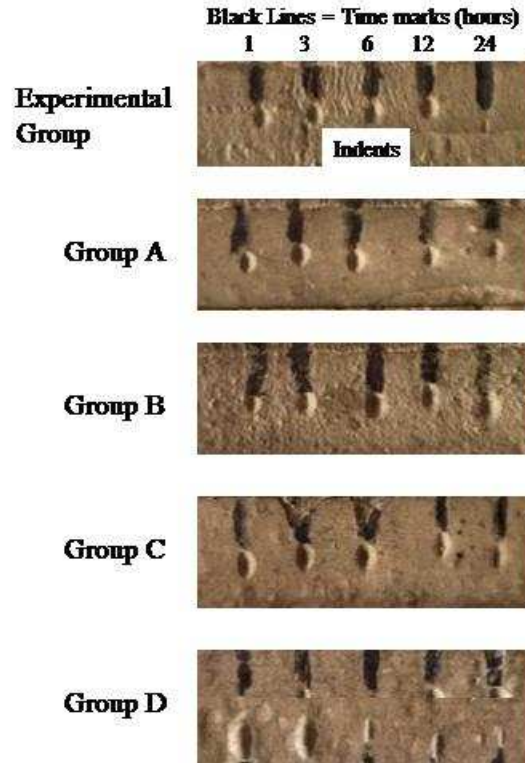 Black Lines = Time marks (hours)
1 3 6 12 24
Experimental
Group
Indents
Group A
Group B
Group C
Group D